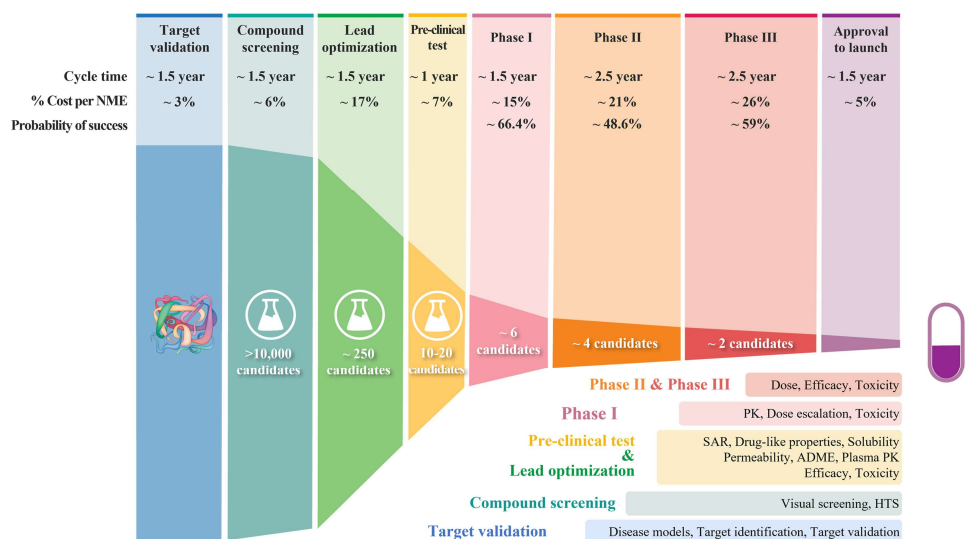 Target validation
Compound screening
Lead optimization
Pre-clinical test
Phase I
Phase II
Phase III
Approval to launch
Cycle time ~ 1.5 year ~ 1.5 year ~ 1.5 year ~ 1 year ~ 1.5 year ~ 2.5 year ~ 2.5 year ~ 1.5 year
% Cost per NME ~ 3% ~ 6% ~ 17% ~ 7% ~ 15% ~ 21% ~ 26% ~ 5%
Probability of success ~ 66.4% ~ 48.6% ~ 59%
>10,000
candidates
~ 250
candidates
10-20
candidates
~ 6
candidates
~ 4 candidates
~ 2 candidates
Phase II & Phase III
Dose, Efficacy, Toxicity
Phase I
PK, Dose escalation, Toxicity
Pre-clinical test
&
Lead optimization
SAR, Drug-like properties, Solubility
Permeability, ADME, Plasma PK
Efficacy, Toxicity
Compound screening
Visual screening, HTS
Target validation
Disease models, Target identification, Target validation